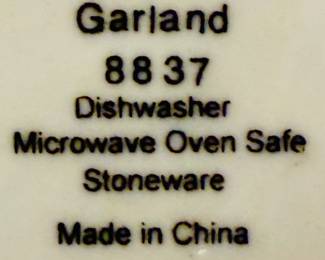 Garland
8837
Dishwasher
Microwave Oven Safe
Stoneware
Made in China